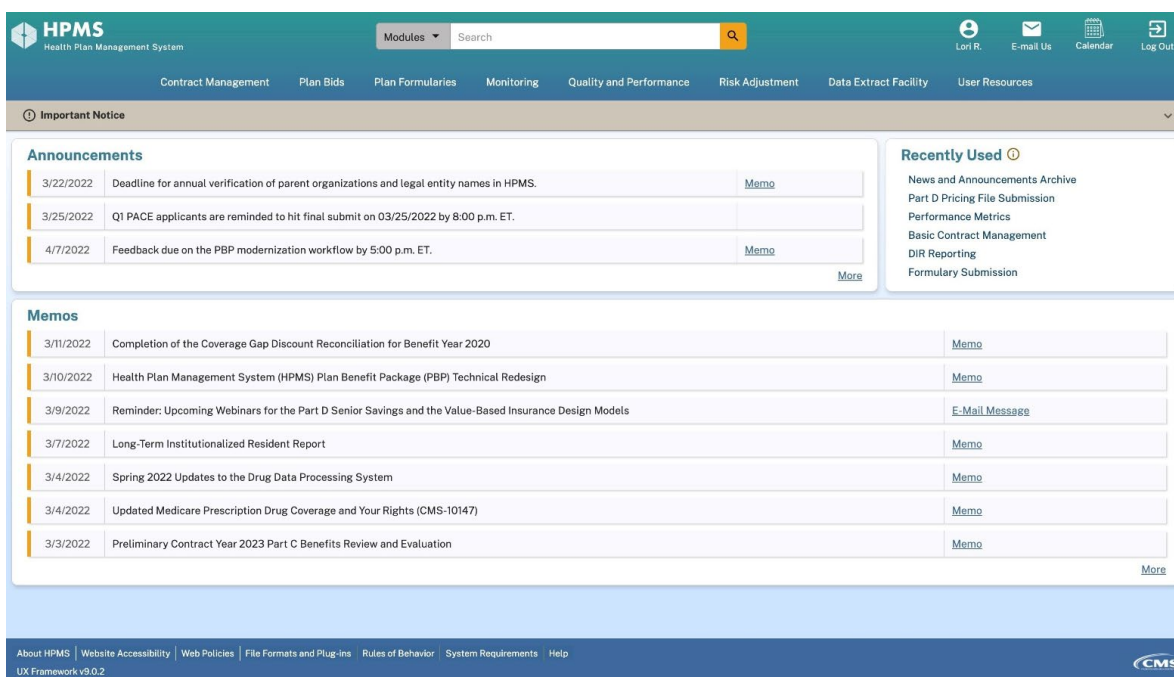 HPMS
Health Plan Management System
Modules
Search
Lori R.
E-mail Us
Calendar
Log Out
Contract Management Plan Bids Plan Formularies Monitoring Quality and Performance Risk Adjustment Data Extract Facility User Resources
Important Notice
Announcements
3/22/2022 Deadline for annual verification of parent organizations and legal entity names in HPMS. Memo
3/25/2022 Q1 PACE applicants are reminded to hit final submit on 03/25/2022 by 8:00 p.m. ET.
4/7/2022 Feedback due on the PBP modernization workflow by 5:00 p.m. ET. Memo
More
Recently Used
News and Announcements Archive
Part D Pricing File Submission
Performance Metrics
Basic Contract Management
DIR Reporting
Formulary Submission
Memos
3/11/2022 Completion of the Coverage Gap Discount Reconciliation for Benefit Year 2020 Memo
3/10/2022 Health Plan Management System (HPMS) Plan Benefit Package (PBP) Technical Redesign Memo
3/9/2022 Reminder: Upcoming Webinars for the Part D Senior Savings and the Value-Based Insurance Design Models E-Mail Message
3/7/2022 Long-Term Institutionalized Resident Report Memo
3/4/2022 Spring 2022 Updates to the Drug Data Processing System Memo
3/4/2022 Updated Medicare Prescription Drug Coverage and Your Rights (CMS-10147) Memo
3/3/2022 Preliminary Contract Year 2023 Part C Benefits Review and Evaluation Memo
More
About HPMS | Website Accessibility | Web Policies | File Formats and Plug-ins | Rules of Behavior | System Requirements | Help
UX Framework v9.0.2
CMS